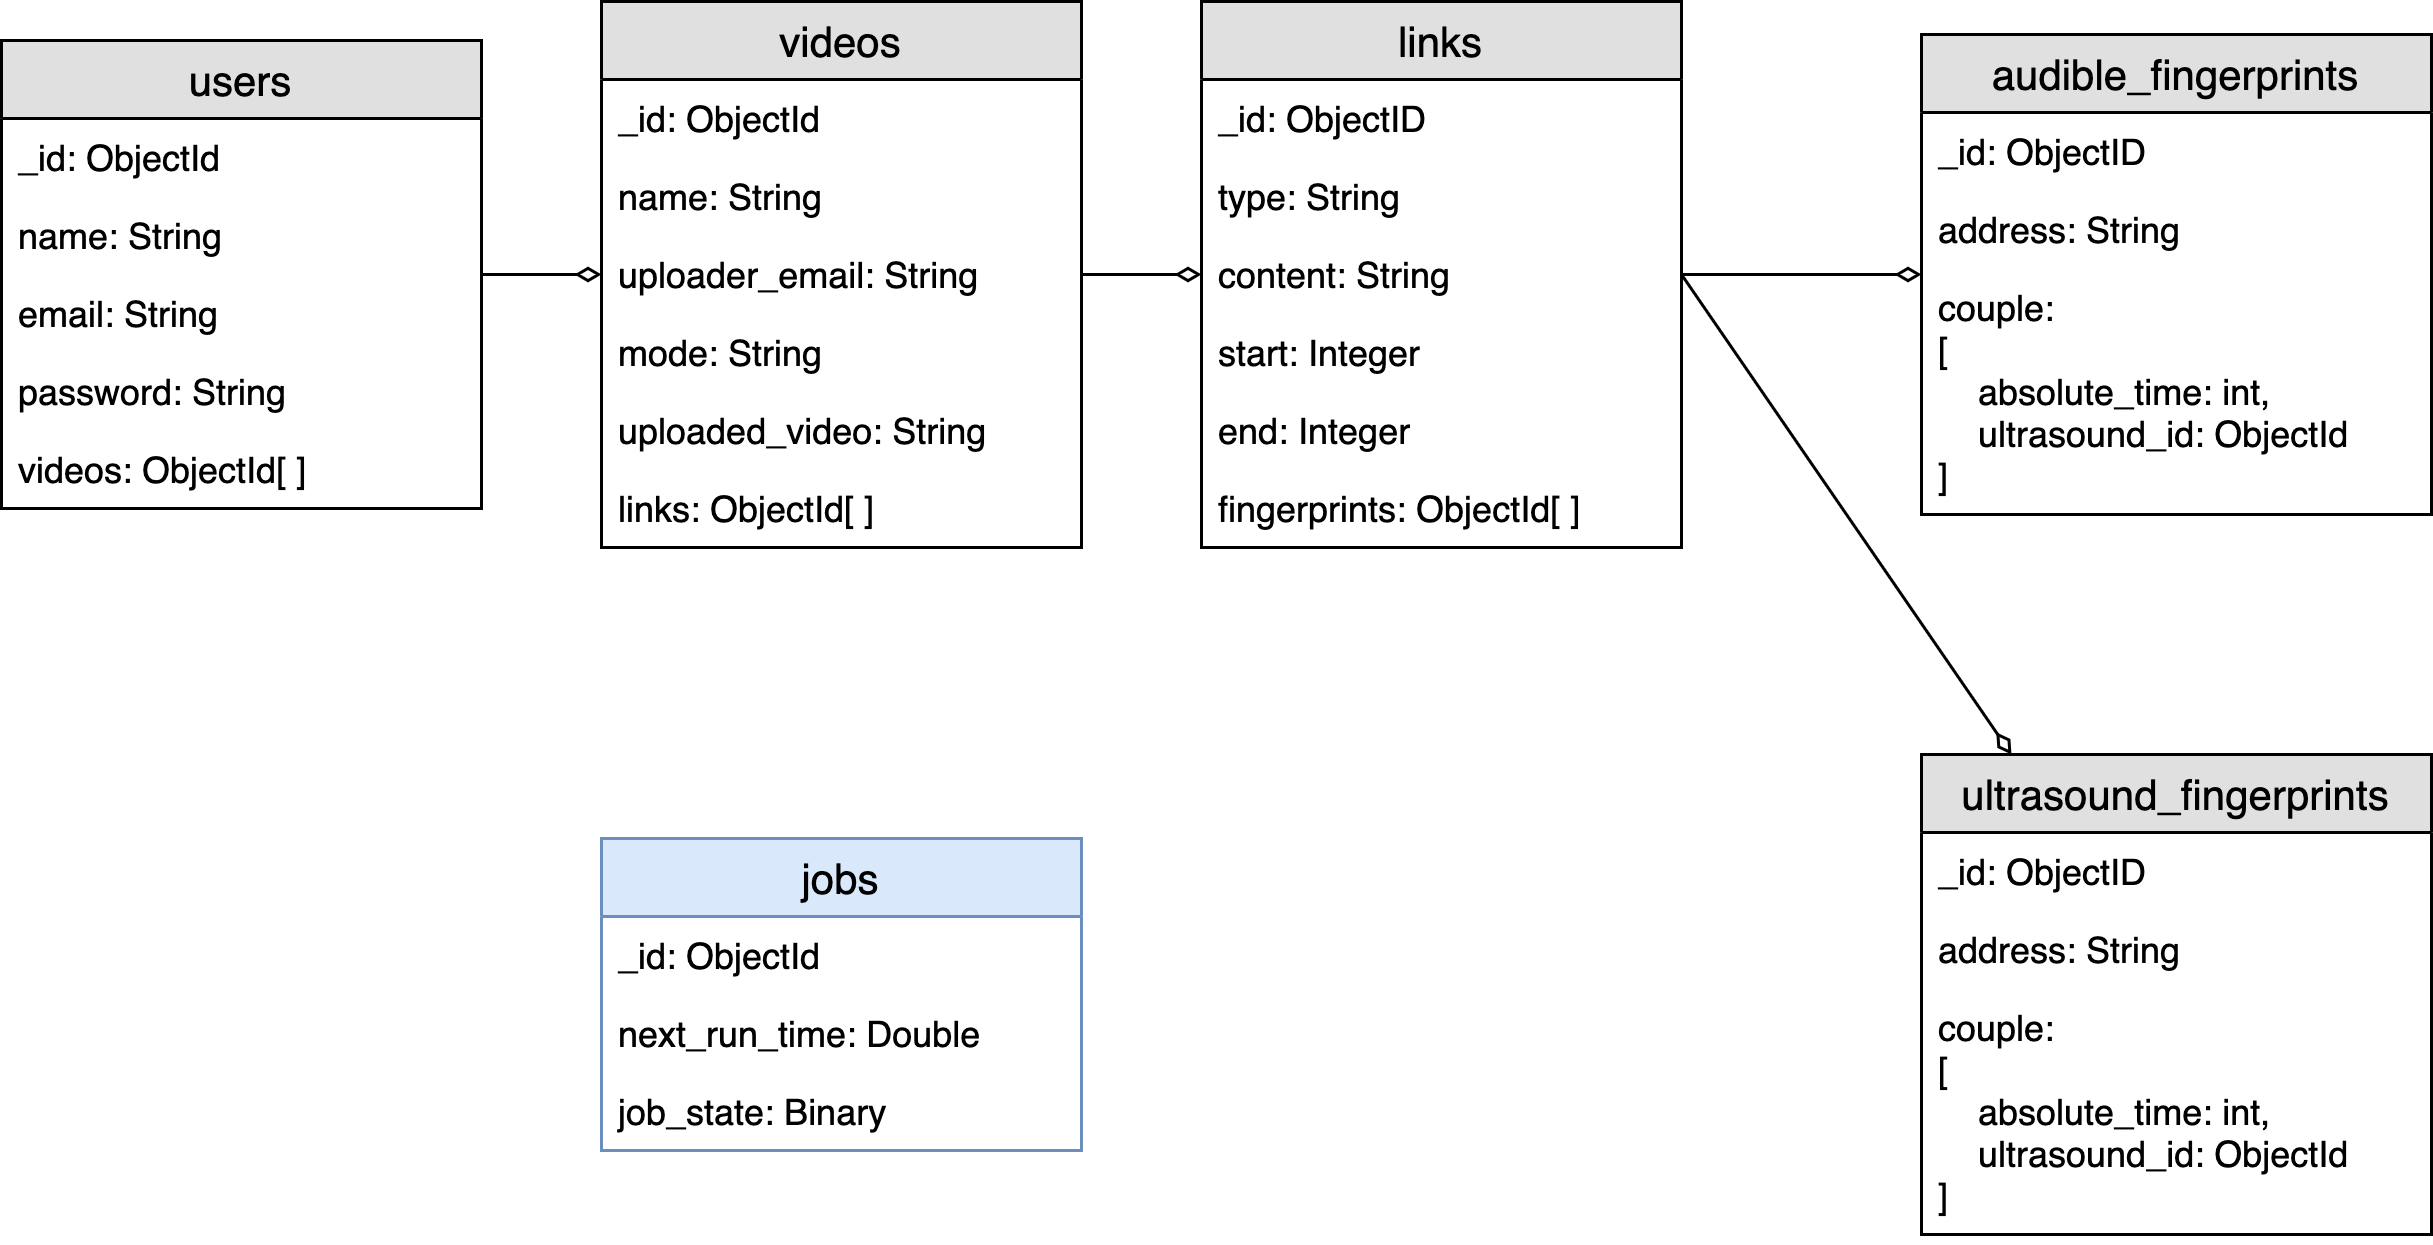 users
_id: ObjectId
name: String
email: String
password: String
videos: ObjectId[ ]
videos
_id: ObjectId
name: String
uploader_email: String
mode: String
uploaded_video: String
links: ObjectId[ ]
links
_id: ObjectID
type: String
content: String
start: Integer
end: Integer
fingerprints: ObjectId[ ]
audible_fingerprints
_id: ObjectID
address: String
couple:
[
absolute_time: int,
ultrasound_id: ObjectId
]
jobs
_id: ObjectId
next_run_time: Double
job_state: Binary
ultrasound_fingerprints
_id: ObjectID
address: String
couple:
[
absolute_time: int,
ultrasound_id: ObjectId
]